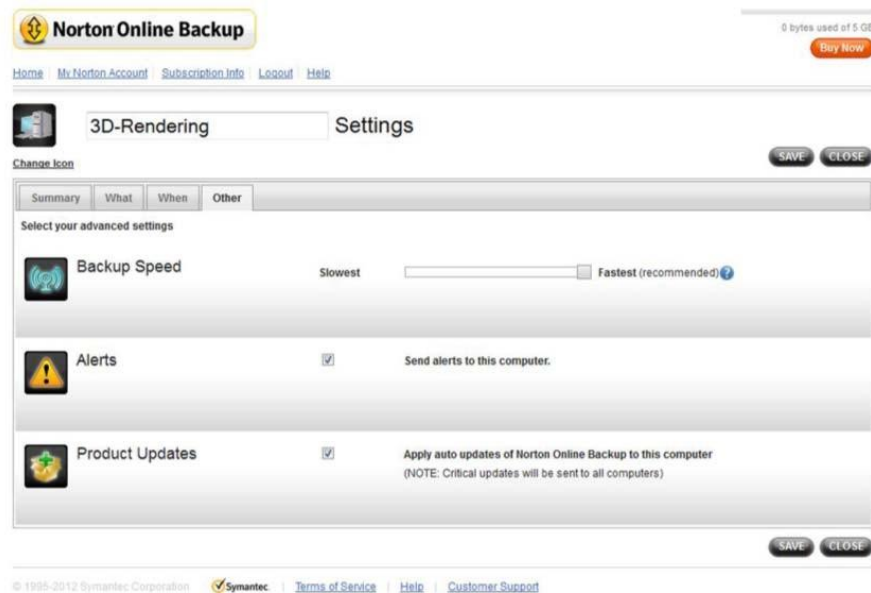 Norton Online Backup
0 bytes used of 5 GB
Buy Now
Home My Norton Account Subscription Info Logout Help
3D-Rendering Settings
Change Icon
SAVE CLOSE
Summary What When Other
Select your advanced settings
Backup Speed Slowest Fastest (recommended) ?
Alerts Send alerts to this computer.
Product Updates Apply auto updates of Norton Online Backup to this computer
(NOTE: Critical updates will be sent to all computers)
SAVE CLOSE
© 1995-2012 Symantec Corporation Symantec. | Terms of Service | Help | Customer Support